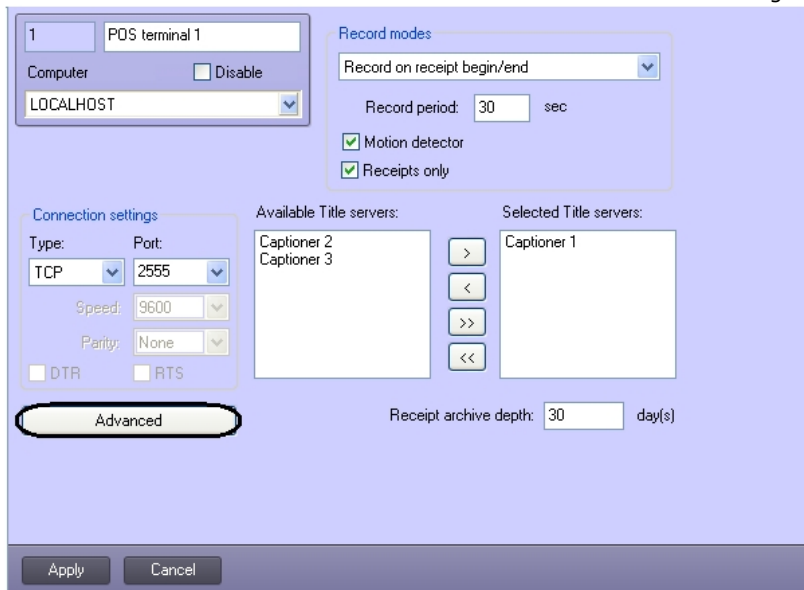 1 POS terminal 1
Computer Disable
LOCALHOST
Record modes
Record on receipt begin/end
Record period: 30 sec
Motion detector
Receipts only
Connection settings
Type: Port:
TCP 2555
Speed: 9600
Parity: None
DTR RTS
Available Title servers:
Captioner 2
Captioner 3
>
<
>>
<<
Selected Title servers:
Captioner 1
Advanced
Receipt archive depth: 30 day(s)
Apply Cancel